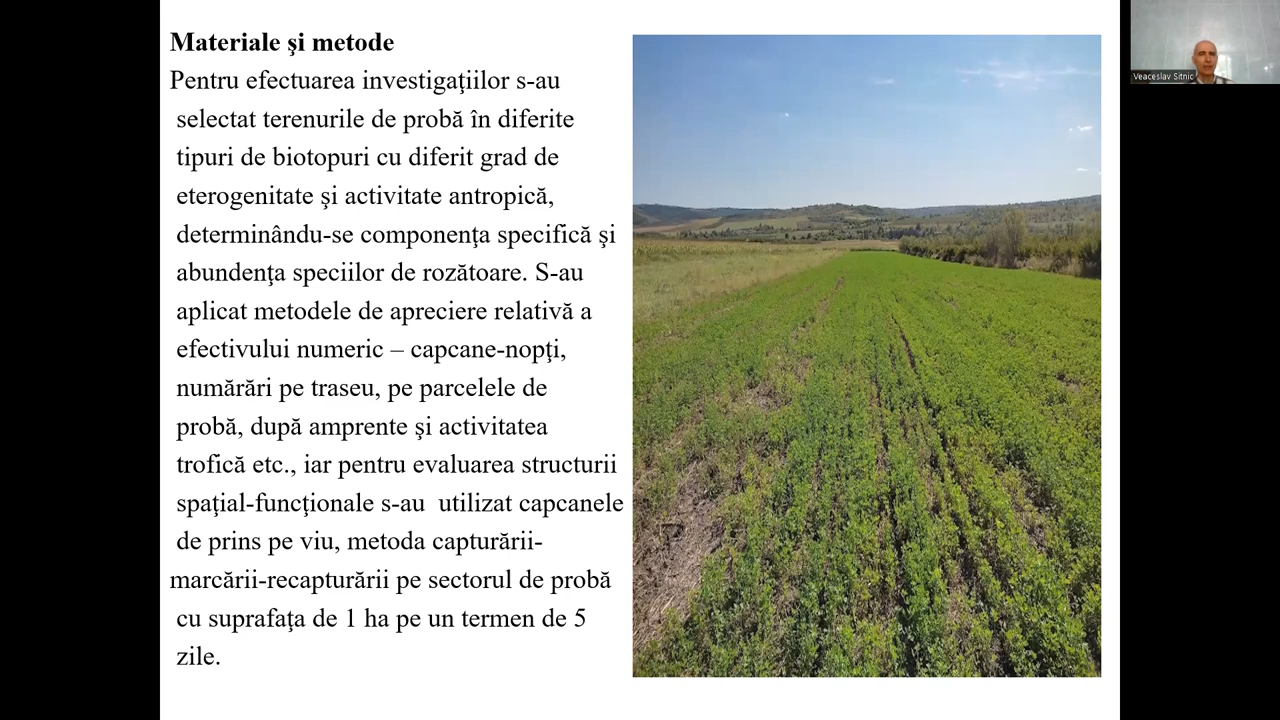 Materiale şi metode
Pentru efectuarea investigaţiilor s-au
selectat terenurile de probă în diferite
tipuri de biotopuri cu diferit grad de
eterogenitate şi activitate antropică,
determinându-se componenţa specifică şi
abundenţa speciilor de rozătoare. S-au
aplicat metodele de apreciere relativă a
efectivului numeric – capcane-nopţi,
numărări pe traseu, pe parcelele de
probă, după amprente şi activitatea
trofică etc., iar pentru evaluarea structurii
spaţial-funcţionale s-au  utilizat capcanele
de prins pe viu, metoda capturării-
marcării-recapturării pe sectorul de probă
cu suprafaţa de 1 ha pe un termen de 5
zile.
Veaceslav Sitnic